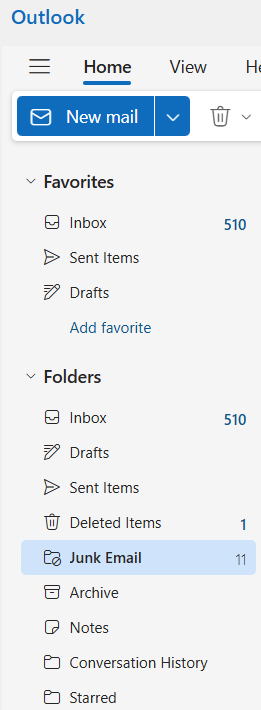 Outlook
Home View He
New mail
Favorites
Inbox 510
Sent Items
Drafts
Add favorite
Folders
Inbox 510
Drafts
Sent Items
Deleted Items 1
Junk Email 11
Archive
Notes
Conversation History
Starred